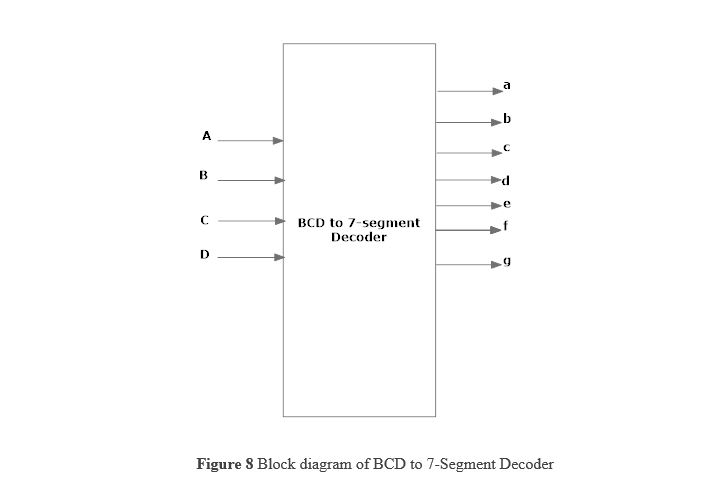 a
b
A
c
B
d
e
C
BCD to 7-segment
f
Decoder
D
g
Figure 8 Block diagram of BCD to 7-Segment Decoder